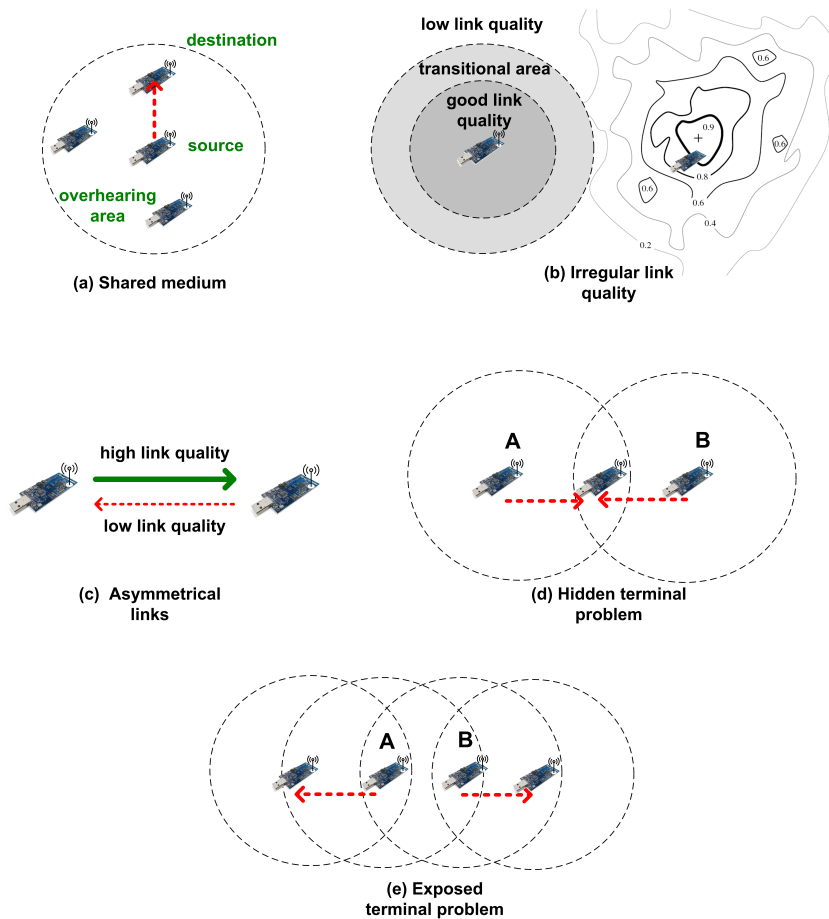 destination
source
overhearing
area
(a) Shared medium
low link quality
transitional area
good link
quality
0.6
0.9
0.6
0.8
0.6
0.6
0.4
0.2
(b) Irregular link
quality
high link quality
low link quality
(c) Asymmetrical
links
A
B
(d) Hidden terminal
problem
A
B
(e) Exposed
terminal problem